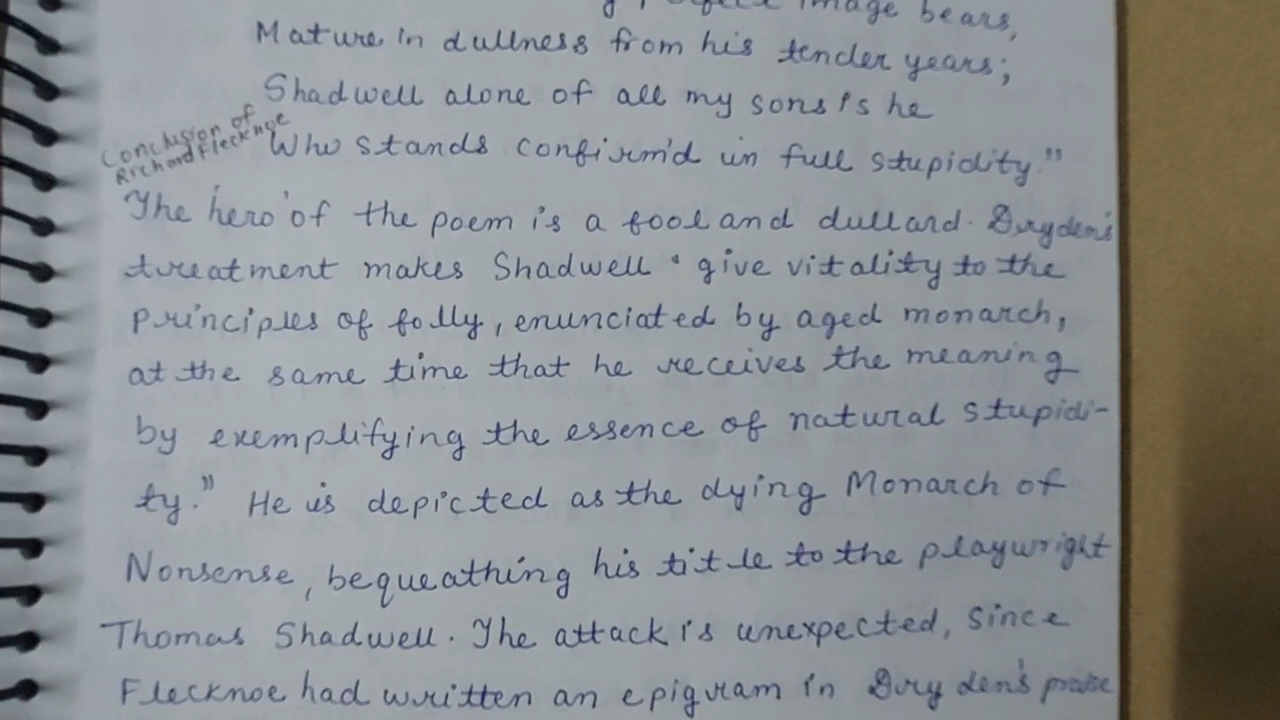 image bears,
Mature in dullness from his tender years;
Shadwell alone of all my sons is he
Conclusion of
Richard Flecknoe
Who stands confirm'd in full stupidity."
The hero of the poem is a fool and dullard. Dryden's
treatment makes Shadwell "give vitality to the
principles of folly, enunciated by aged monarch,
at the same time that he receives the meaning
by exemplifying the essence of natural stupidi-
ty." He is depicted as the dying Monarch of
Nonsense, bequeathing his title to the playwright
Thomas Shadwell. The attack is unexpected, since
Flecknoe had written an epigram in Dryden's praise